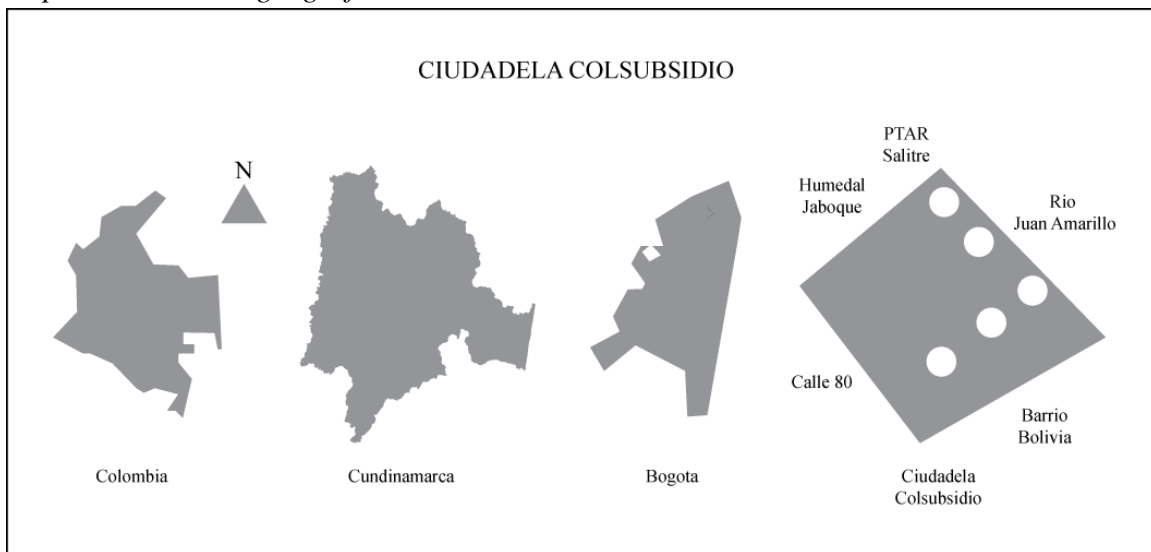 CIUDADELA COLSUBSIDIO
N
PTAR
Salitre
Humedal
Jaboque
Rio
Juan Amarillo
Calle 80
Barrio
Bolivia
Colombia
Cundinamarca
Bogota
Ciudadela
Colsubsidio